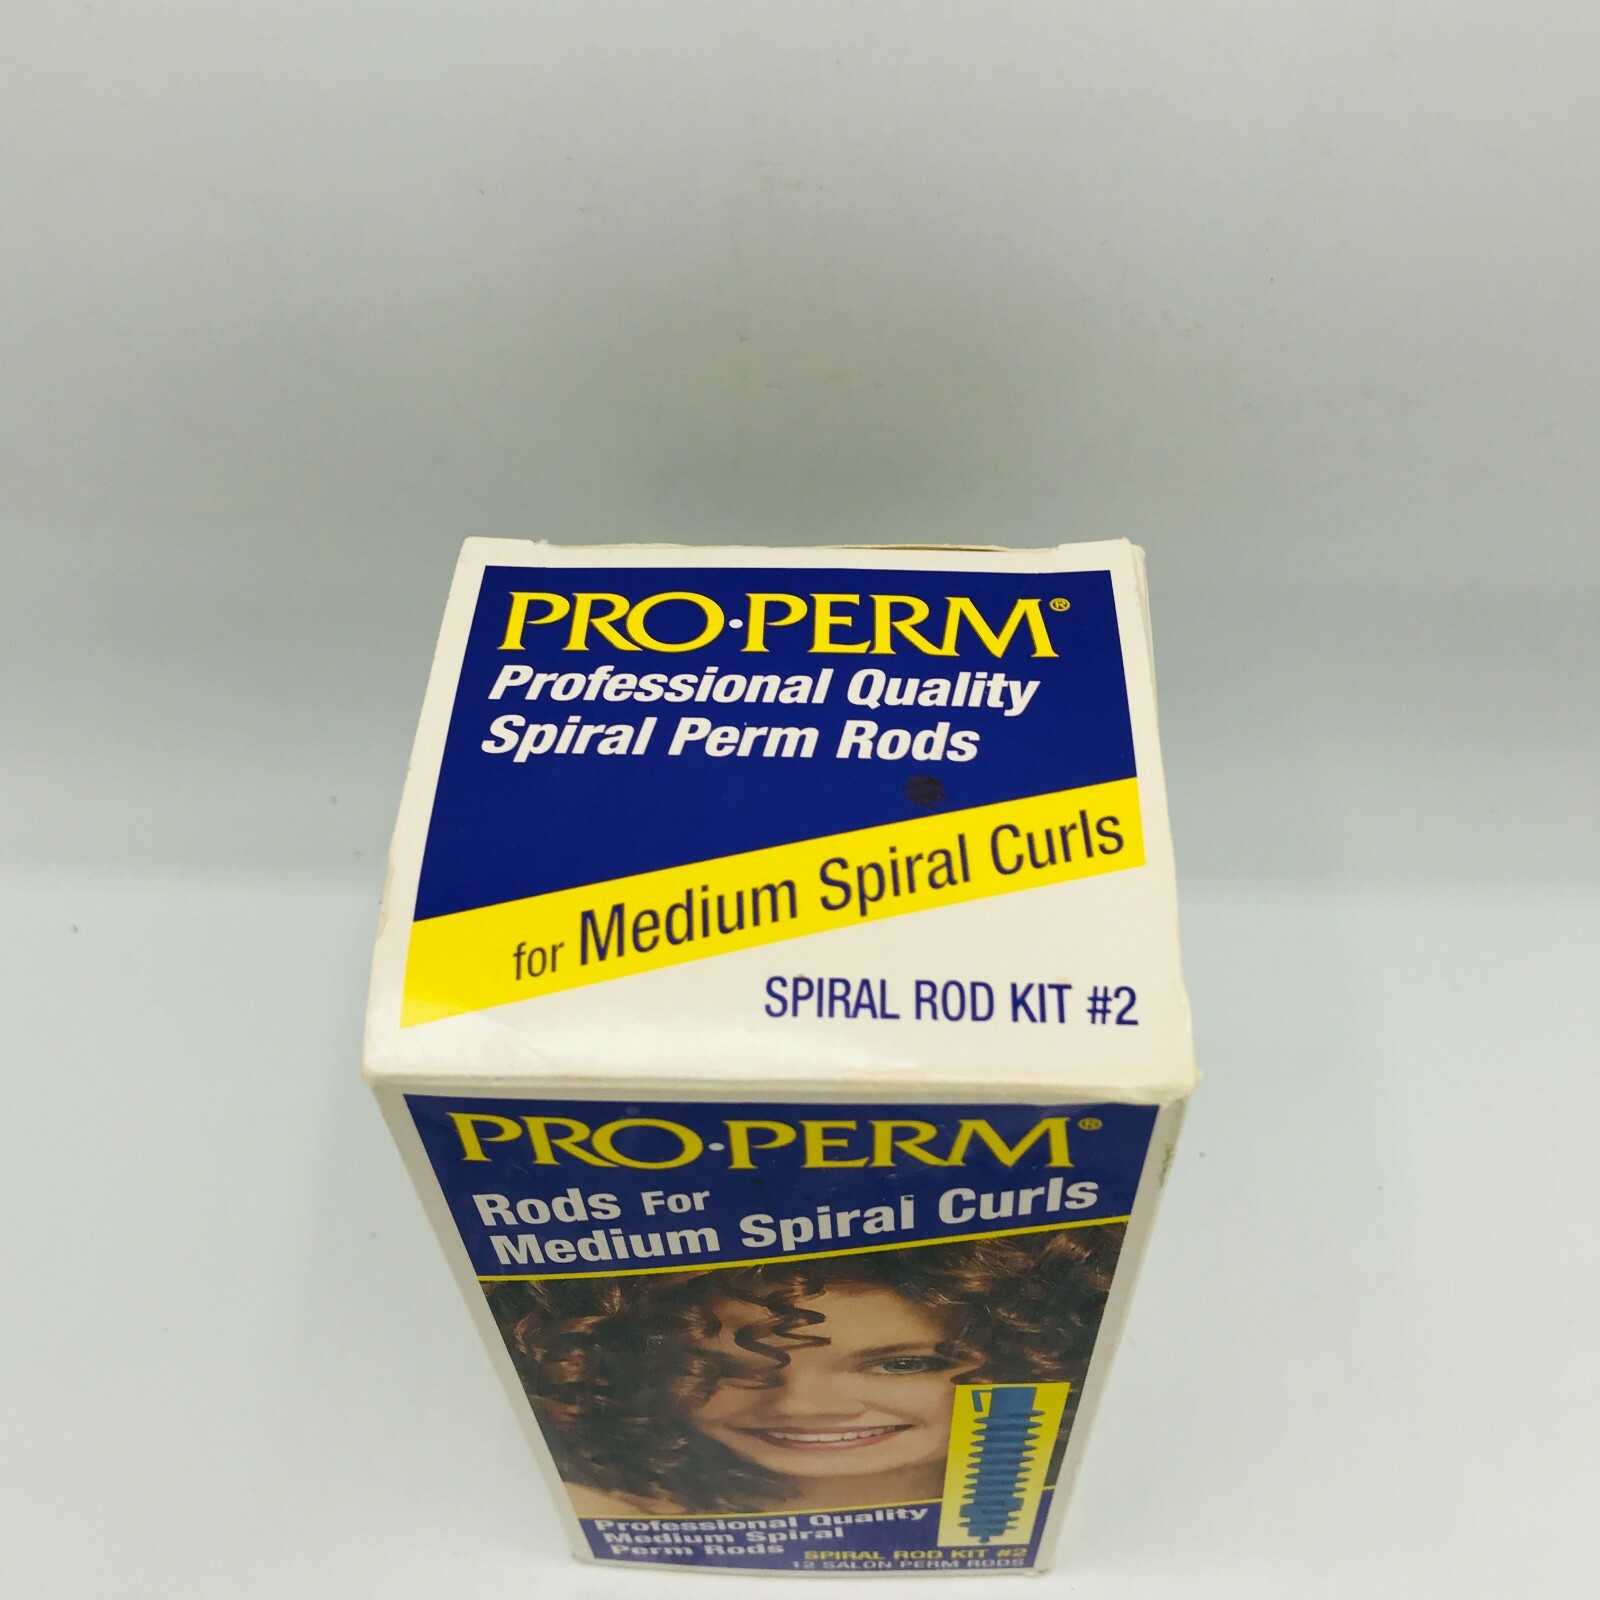 PRO·PERM®
Professional Quality
Spiral Perm Rods
for Medium Spiral Curls
SPIRAL ROD KIT #2
PRO·PERM®
Rods For
Medium Spiral Curls
Professional Quality
Medium Spiral
Perm Rods
SPIRAL ROD KIT #2
12 SALON PERM RODS